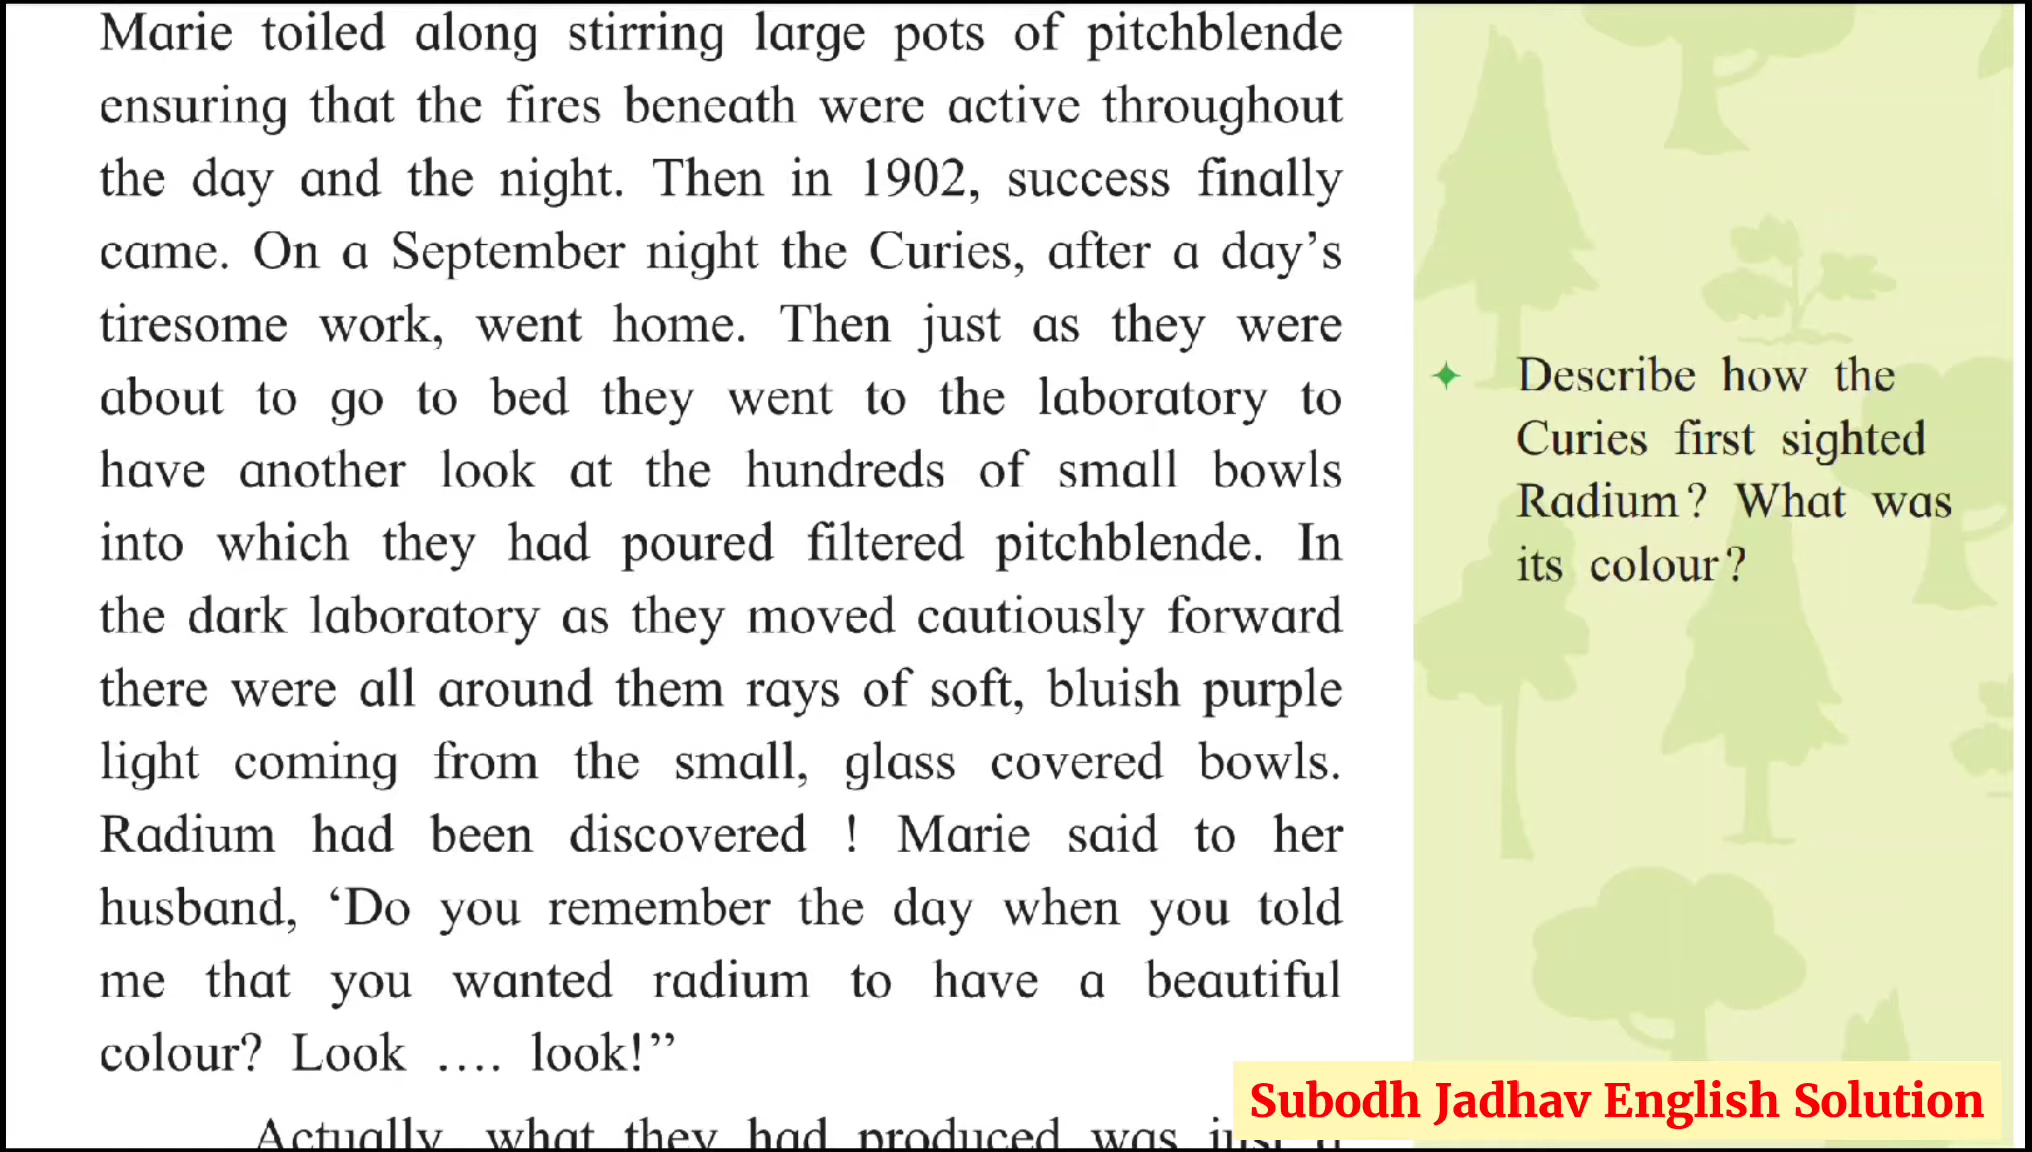 Marie toiled along stirring large pots of pitchblende
ensuring that the fires beneath were active throughout
the day and the night. Then in 1902, success finally
came. On a September night the Curies, after a day’s
tiresome work, went home. Then just as they were
about to go to bed they went to the laboratory to
have another look at the hundreds of small bowls
into which they had poured filtered pitchblende. In
the dark laboratory as they moved cautiously forward
there were all around them rays of soft, bluish purple
light coming from the small, glass covered bowls.
Radium had been discovered ! Marie said to her
husband, ‘Do you remember the day when you told
me that you wanted radium to have a beautiful
colour? Look .... look!”
Actually, what they had produced was just a
✦ Describe how the
Curies first sighted
Radium? What was
its colour?
Subodh Jadhav English Solution